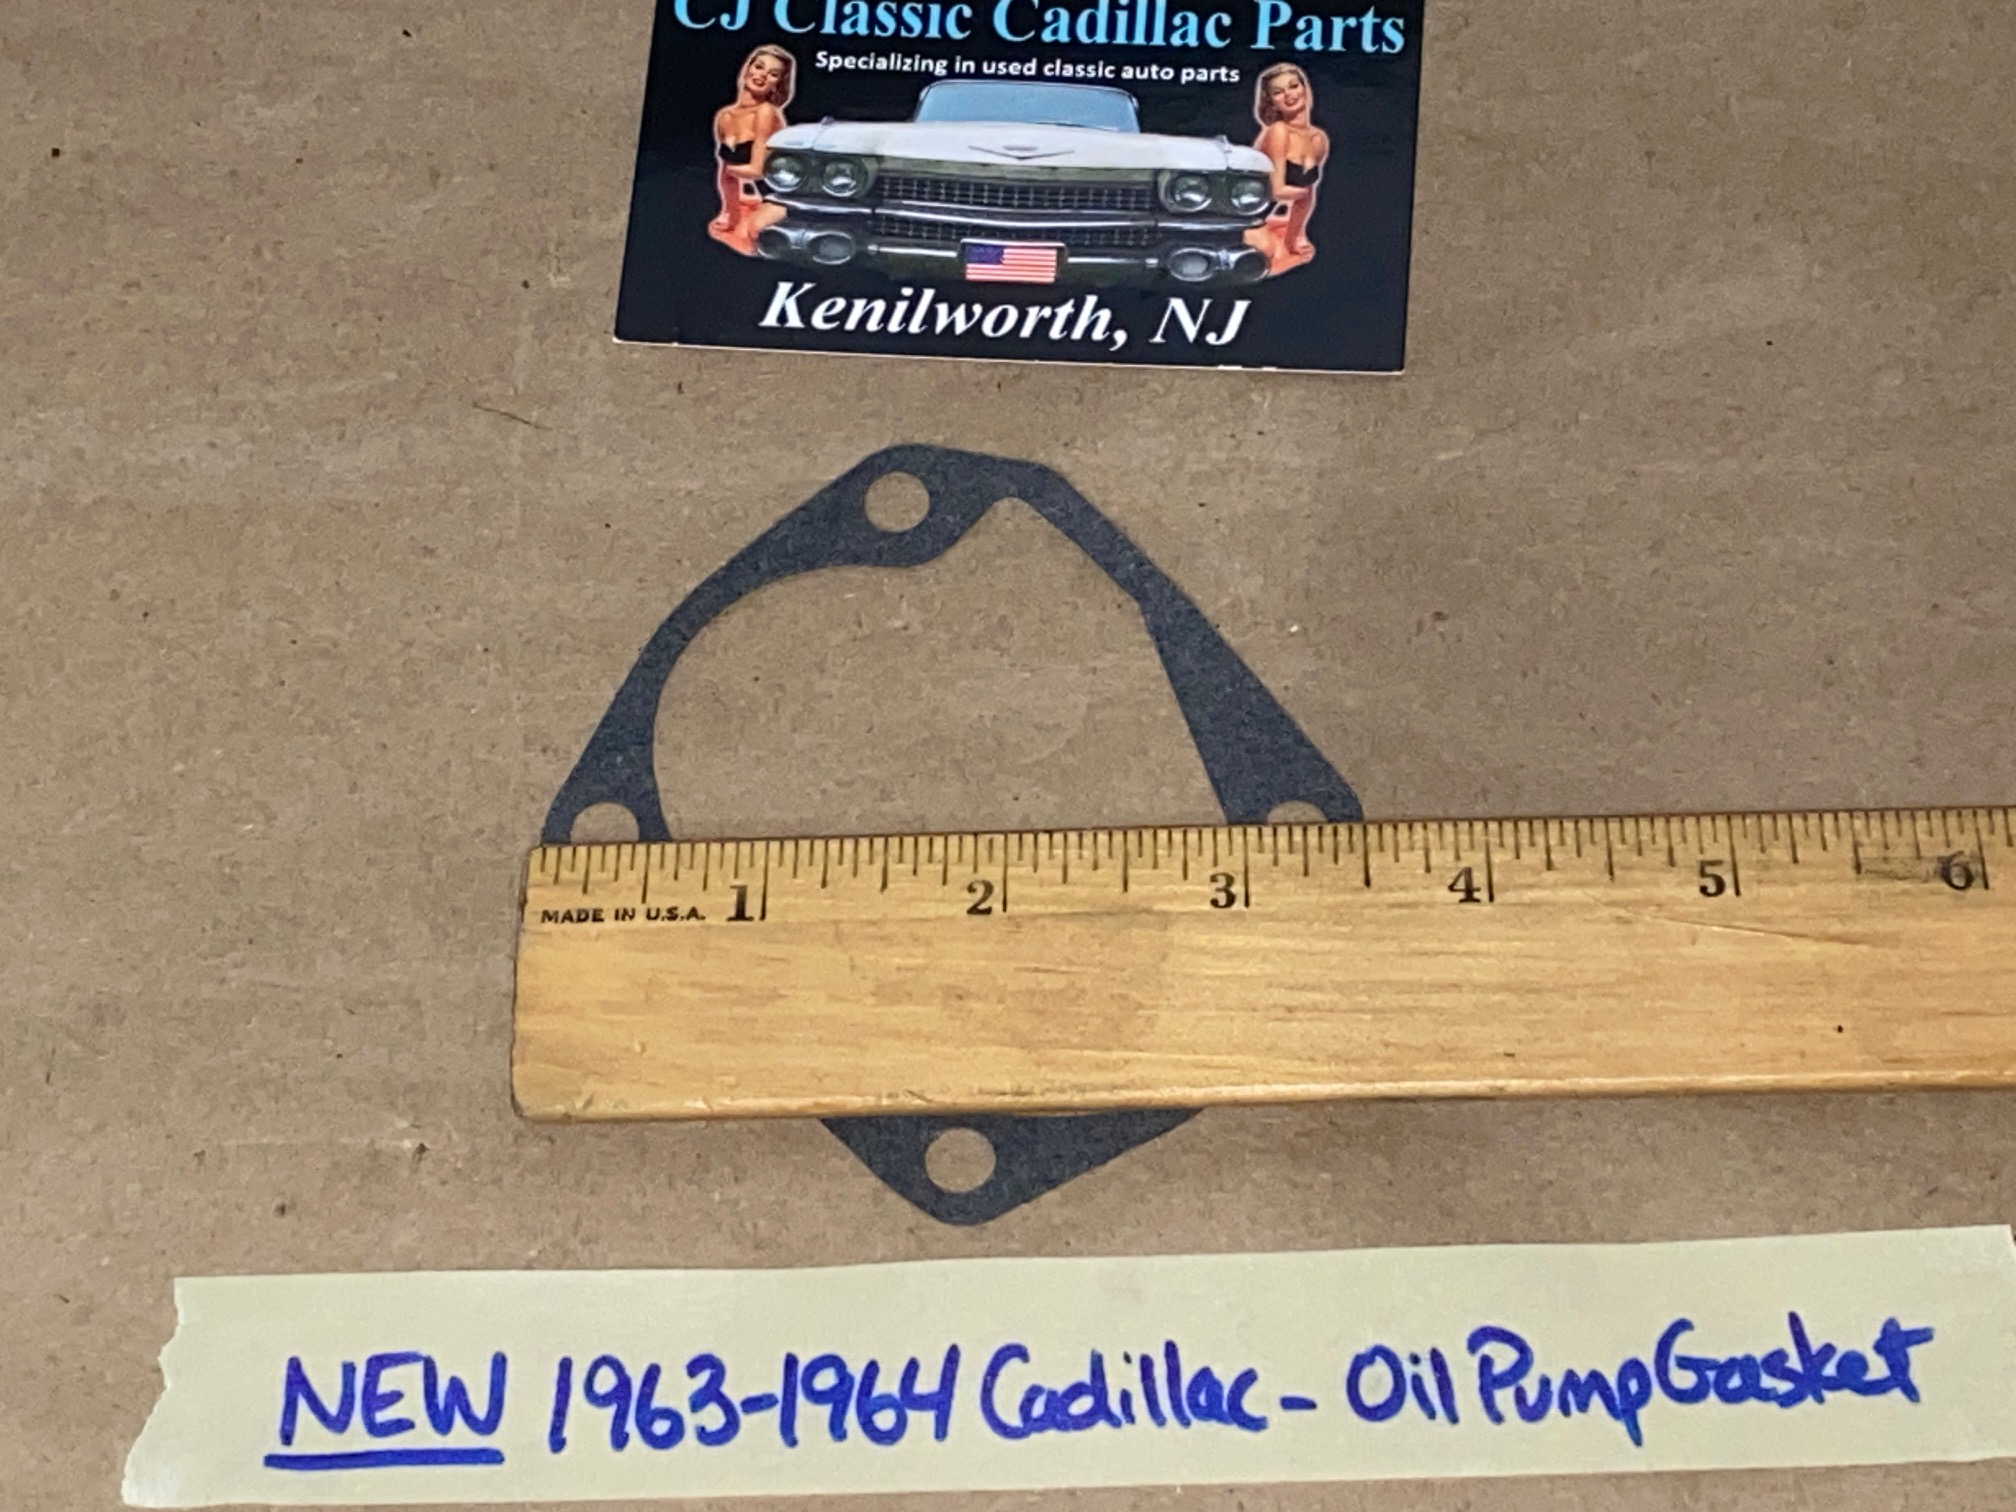 CJ Classic Cadillac Parts
Specializing in used classic auto parts
Kenilworth, NJ
1 2 3 4 5 6
MADE IN U.S.A.
NEW 1963-1964 Cadillac - Oil Pump Gasket